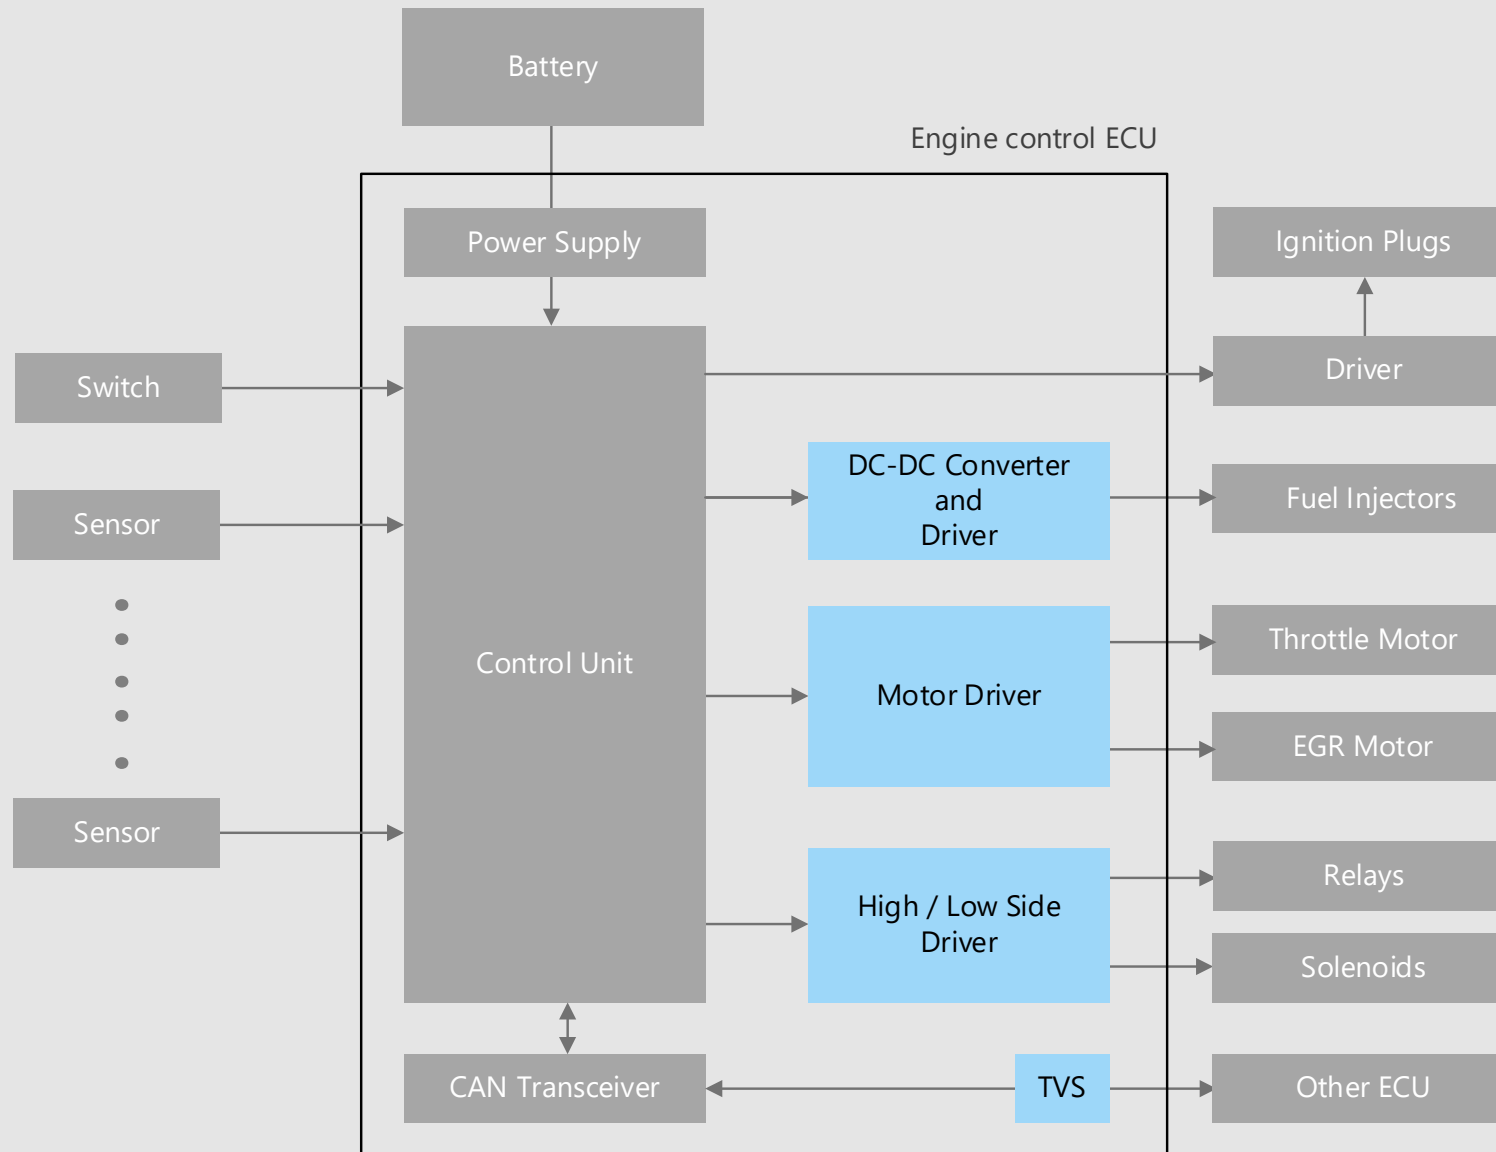 Battery
Engine control ECU
Power Supply
Ignition Plugs
Switch
Driver
DC-DC Converter
and
Driver
Fuel Injectors
Sensor
Control Unit
Motor Driver
Throttle Motor
EGR Motor
Sensor
High / Low Side
Driver
Relays
Solenoids
CAN Transceiver
TVS
Other ECU